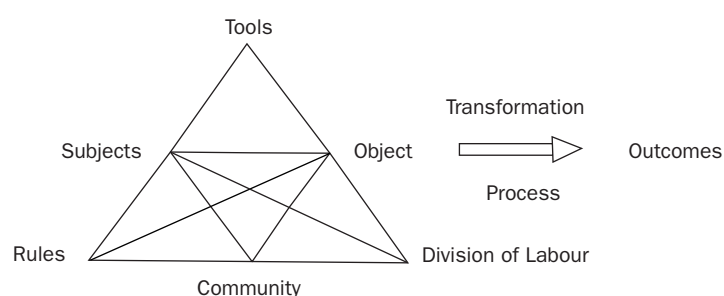 Tools
Transformation
Subjects
Object
Outcomes
Process
Rules
Division of Labour
Community